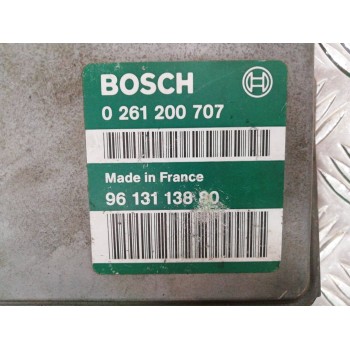 BOSCH
0 261 200 707
Made in France
96 131 138 80